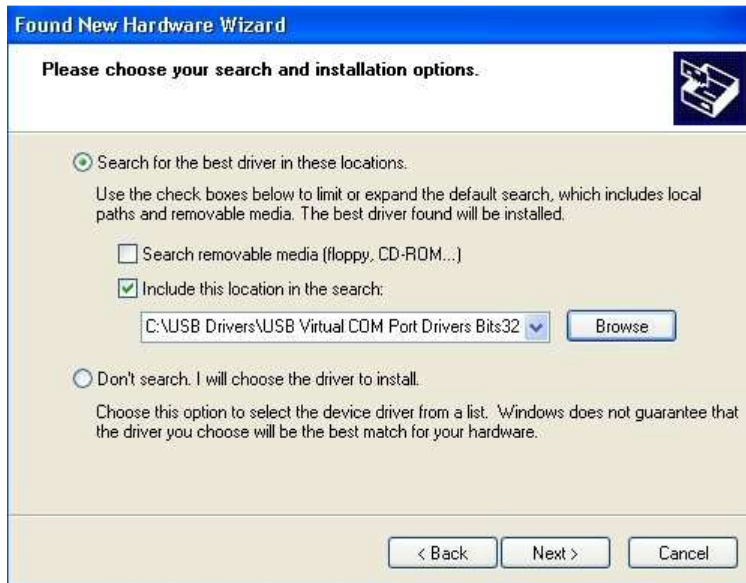 Found New Hardware Wizard
Please choose your search and installation options.
Search for the best driver in these locations.
Use the check boxes below to limit or expand the default search, which includes local
paths and removable media. The best driver found will be installed.
Search removable media (floppy, CD-ROM...)
Include this location in the search:
C:\USB Drivers\USB Virtual COM Port Drivers Bits32
Browse
Don't search. I will choose the driver to install.
Choose this option to select the device driver from a list.  Windows does not guarantee that
the driver you choose will be the best match for your hardware.
< Back Next > Cancel